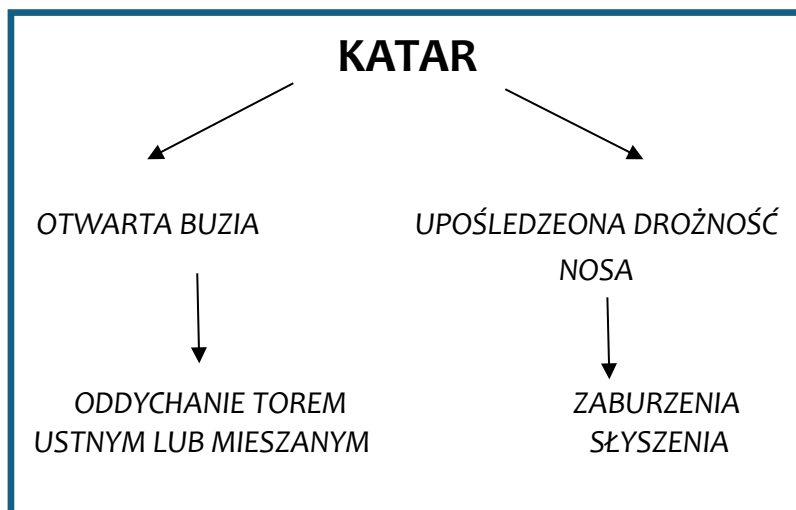 KATAR
OTWARTA BUZIA
UPOŚLEDZEONA DROŻNOŚĆ
NOSA
ODDYCHANIE TOREM
USTNYM LUB MIESZANYM
ZABURZENIA
SŁYSZENIA